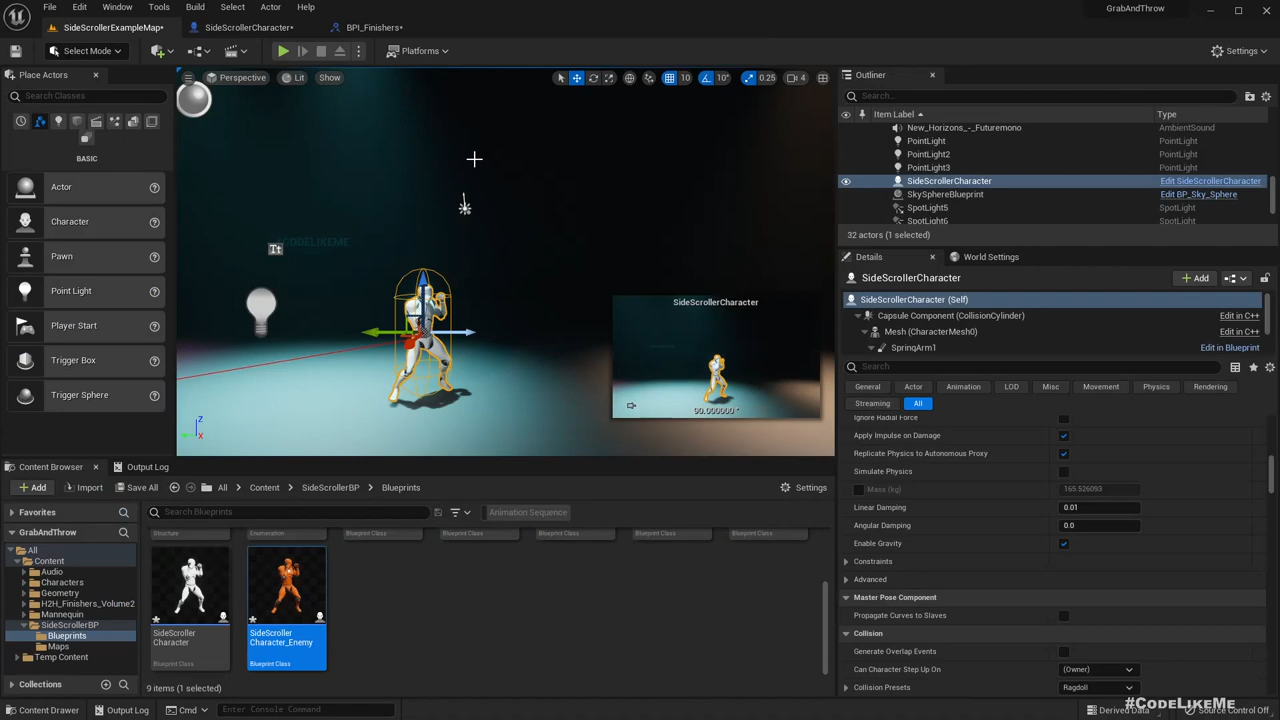 File Edit Window Tools Build Select Actor Help
GrabAndThrow
SideScrollerExampleMap•
SideScrollerCharacter•
BPI_Finishers•
Select Mode
Platforms
Settings
Place Actors
Search Classes
BASIC
Actor
Character
Pawn
Point Light
Player Start
Trigger Box
Trigger Sphere
Perspective
Lit
Show
10
10°
0.25
4
CODELIKEME
Tt
SideScrollerCharacter
90.000000 °
Z
X
Outliner
Search...
Item Label
Type
New_Horizons_-_Futuremono AmbientSound
PointLight PointLight
PointLight2 PointLight
PointLight3 PointLight
SideScrollerCharacter Edit SideScrollerCharacter
SkySphereBlueprint Edit BP_Sky_Sphere
SpotLight5 SpotLight
SpotLight6 SpotLight
32 actors (1 selected)
Details
World Settings
SideScrollerCharacter
Add
SideScrollerCharacter (Self)
Capsule Component (CollisionCylinder) Edit in C++
Mesh (CharacterMesh0) Edit in C++
SpringArm1 Edit in Blueprint
Search
General Actor Animation LOD Misc Movement Physics Rendering
Streaming All
Ignore Radial Force
Apply Impulse on Damage
Replicate Physics to Autonomous Proxy
Simulate Physics
Mass (kg) 165.526093
Linear Damping 0.01
Angular Damping 0.0
Enable Gravity
Constraints
Advanced
Master Pose Component
Propagate Curves to Slaves
Collision
Generate Overlap Events
Can Character Step Up On (Owner)
Collision Presets Ragdoll
Content Browser
Output Log
Add
Import
Save All
All
Content
SideScrollerBP
Blueprints
Settings
Favorites
GrabAndThrow
All
Content
Audio
Characters
Geometry
H2H_Finishers_Volume2
Mannequin
SideScrollerBP
Blueprints
Maps
Temp Content
Collections
Search Blueprints
Animation Sequence
Structure
Enumeration
Blueprint Class
Blueprint Class
Blueprint Class
Blueprint Class
Blueprint Class
SideScroller
Character
Blueprint Class
SideScroller
Character_Enemy
Blueprint Class
9 items (1 selected)
Content Drawer
Output Log
Cmd
Enter Console Command
Derived Data
Source Control Off
#CodeLikeMe